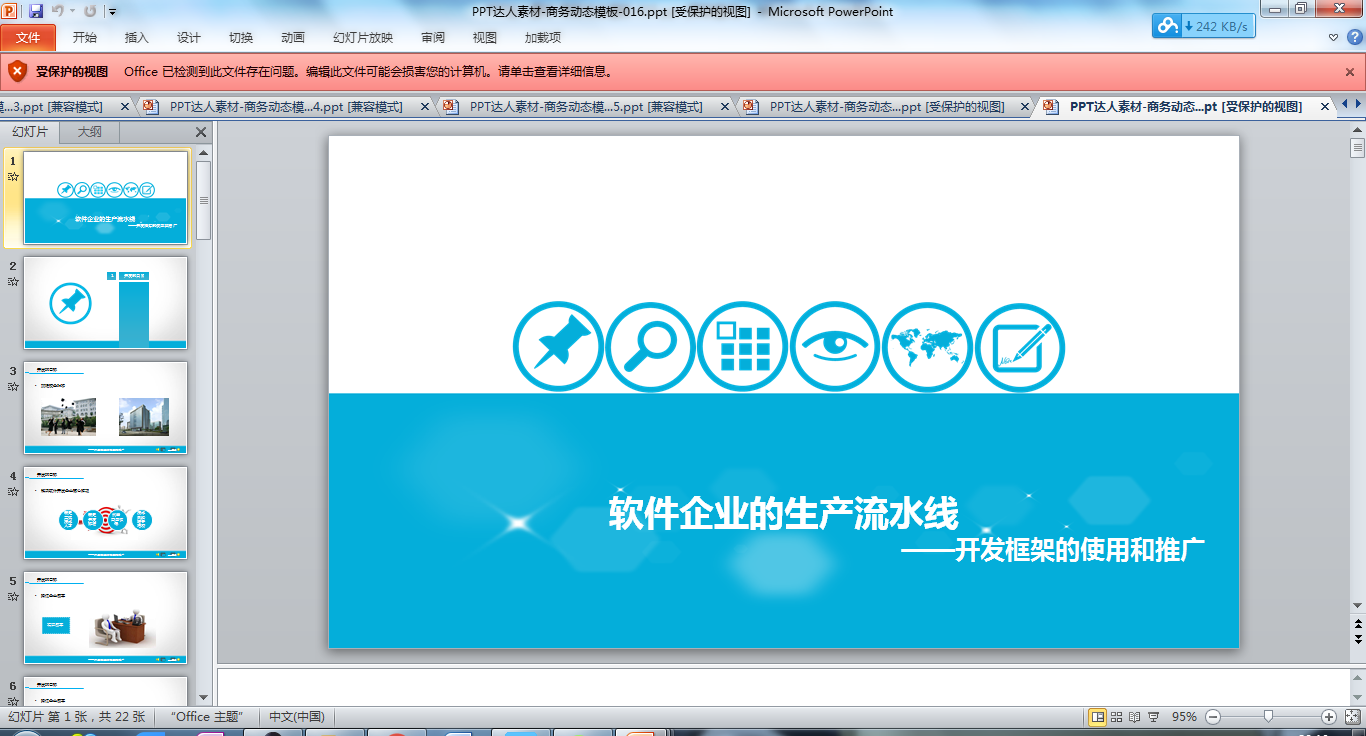 PPT达人素材-商务动态模板-016.ppt [受保护的视图] - Microsoft PowerPoint
242 KB/s
文件 开始 插入 设计 切换 动画 幻灯片放映 审阅 视图 加载项
受保护的视图 Office 已检测到此文件存在问题。编辑此文件可能会损害您的计算机。请单击查看详细信息。
...3.ppt [兼容模式] PPT达人素材-商务动态模...4.ppt [兼容模式] PPT达人素材-商务动态模...5.ppt [兼容模式] PPT达人素材-商务动态...ppt [受保护的视图] PPT达人素材-商务动态...pt [受保护的视图]
幻灯片 大纲
1
软件企业的生产流水线
——开发框架的使用和推广
2
3
4
5
6
软件企业的生产流水线
——开发框架的使用和推广
幻灯片 第 1 张，共 22 张 “Office 主题” 中文(中国) 95%